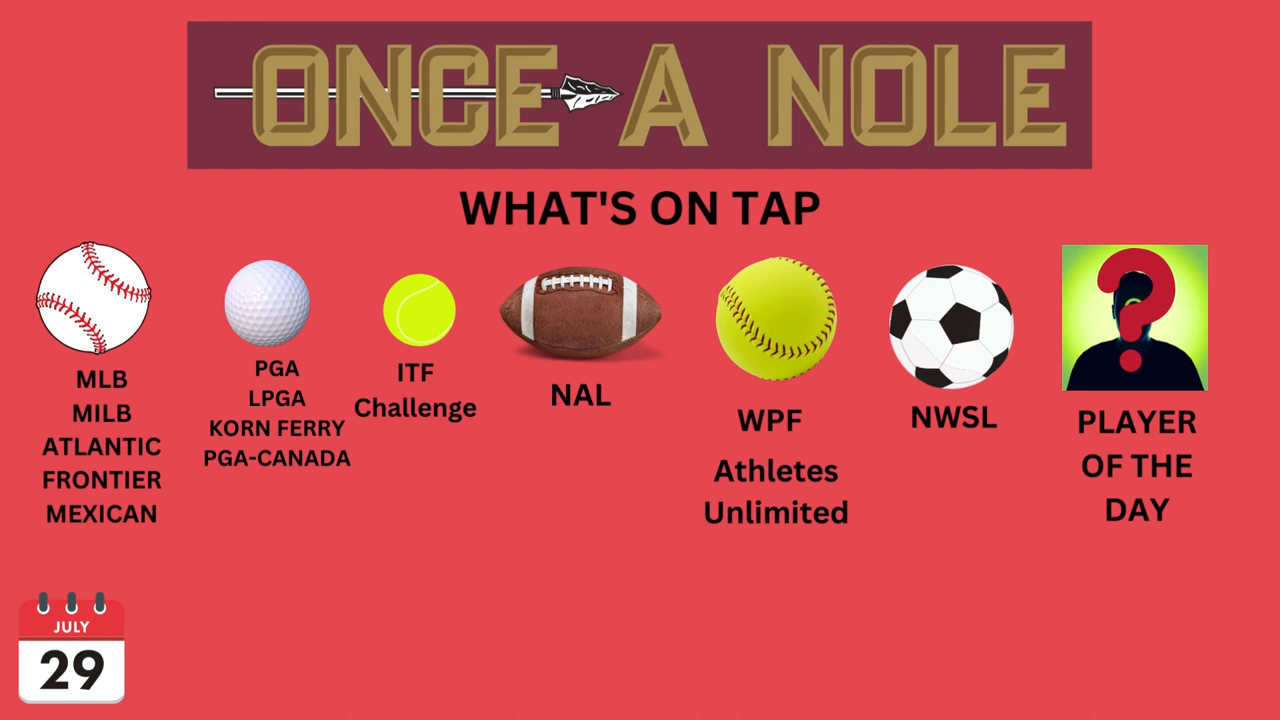 ONCE A NOLE
WHAT'S ON TAP
MLB
MILB
ATLANTIC
FRONTIER
MEXICAN
PGA
LPGA
KORN FERRY
PGA-CANADA
ITF
Challenge
NAL
WPF
Athletes
Unlimited
NWSL
PLAYER
OF THE
DAY
?
JULY
29